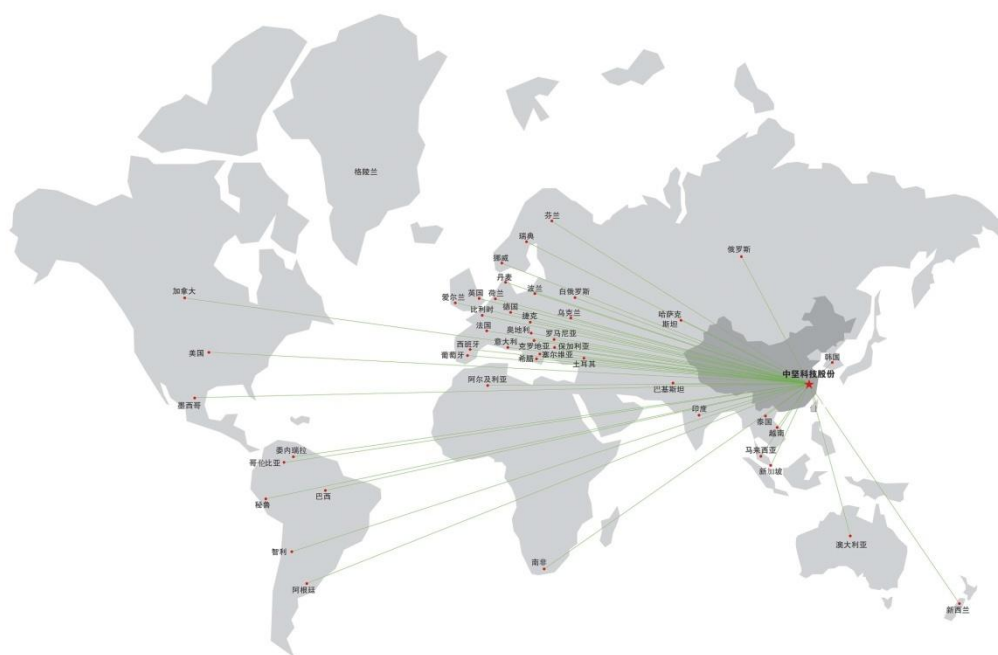 格陵兰
芬兰
瑞典
俄罗斯
挪威
丹麦
加拿大
爱尔兰
英国
荷兰
波兰
白俄罗斯
比利时
德国
乌克兰
哈萨克
斯坦
捷克
法国
奥地利
罗马尼亚
西班牙
意大利
克罗地亚
保加利亚
美国
葡萄牙
希腊
塞尔维亚
土耳其
韩国
中坚科技股份
阿尔及利亚
巴基斯坦
墨西哥
印度
泰国
越南
委内瑞拉
哥伦比亚
马来西亚
新加坡
秘鲁
巴西
智利
澳大利亚
南非
阿根廷
新西兰